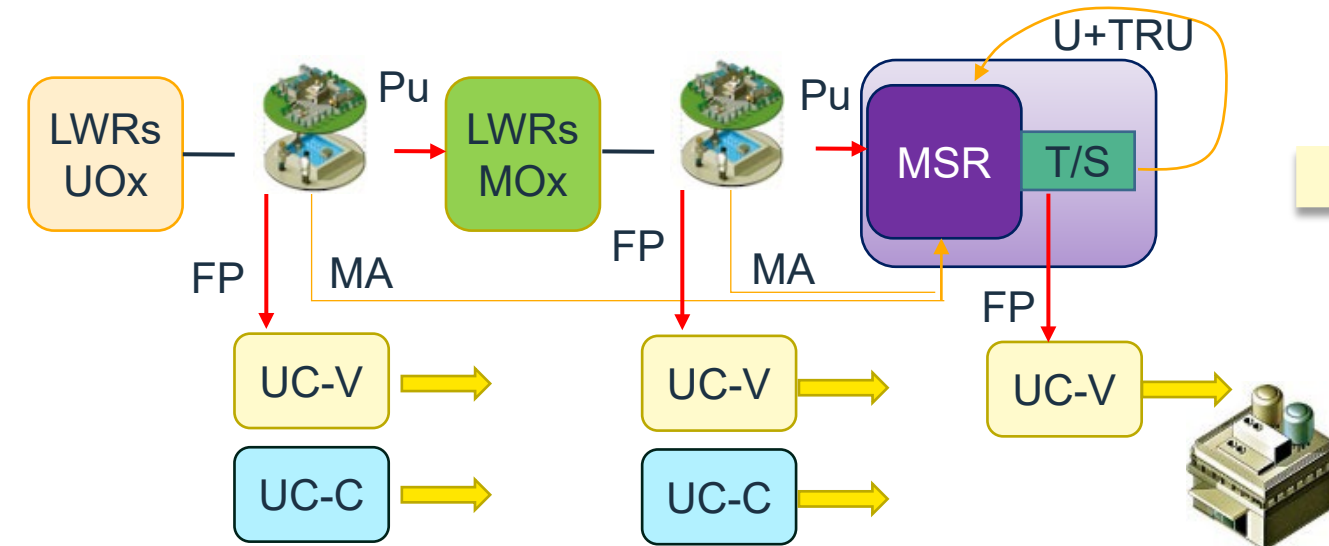 U+TRU
LWRs
UOx
Pu
LWRs
MOx
Pu
MSR
T/S
FP
MA
FP
MA
FP
UC-V
UC-V
UC-V
UC-C
UC-C